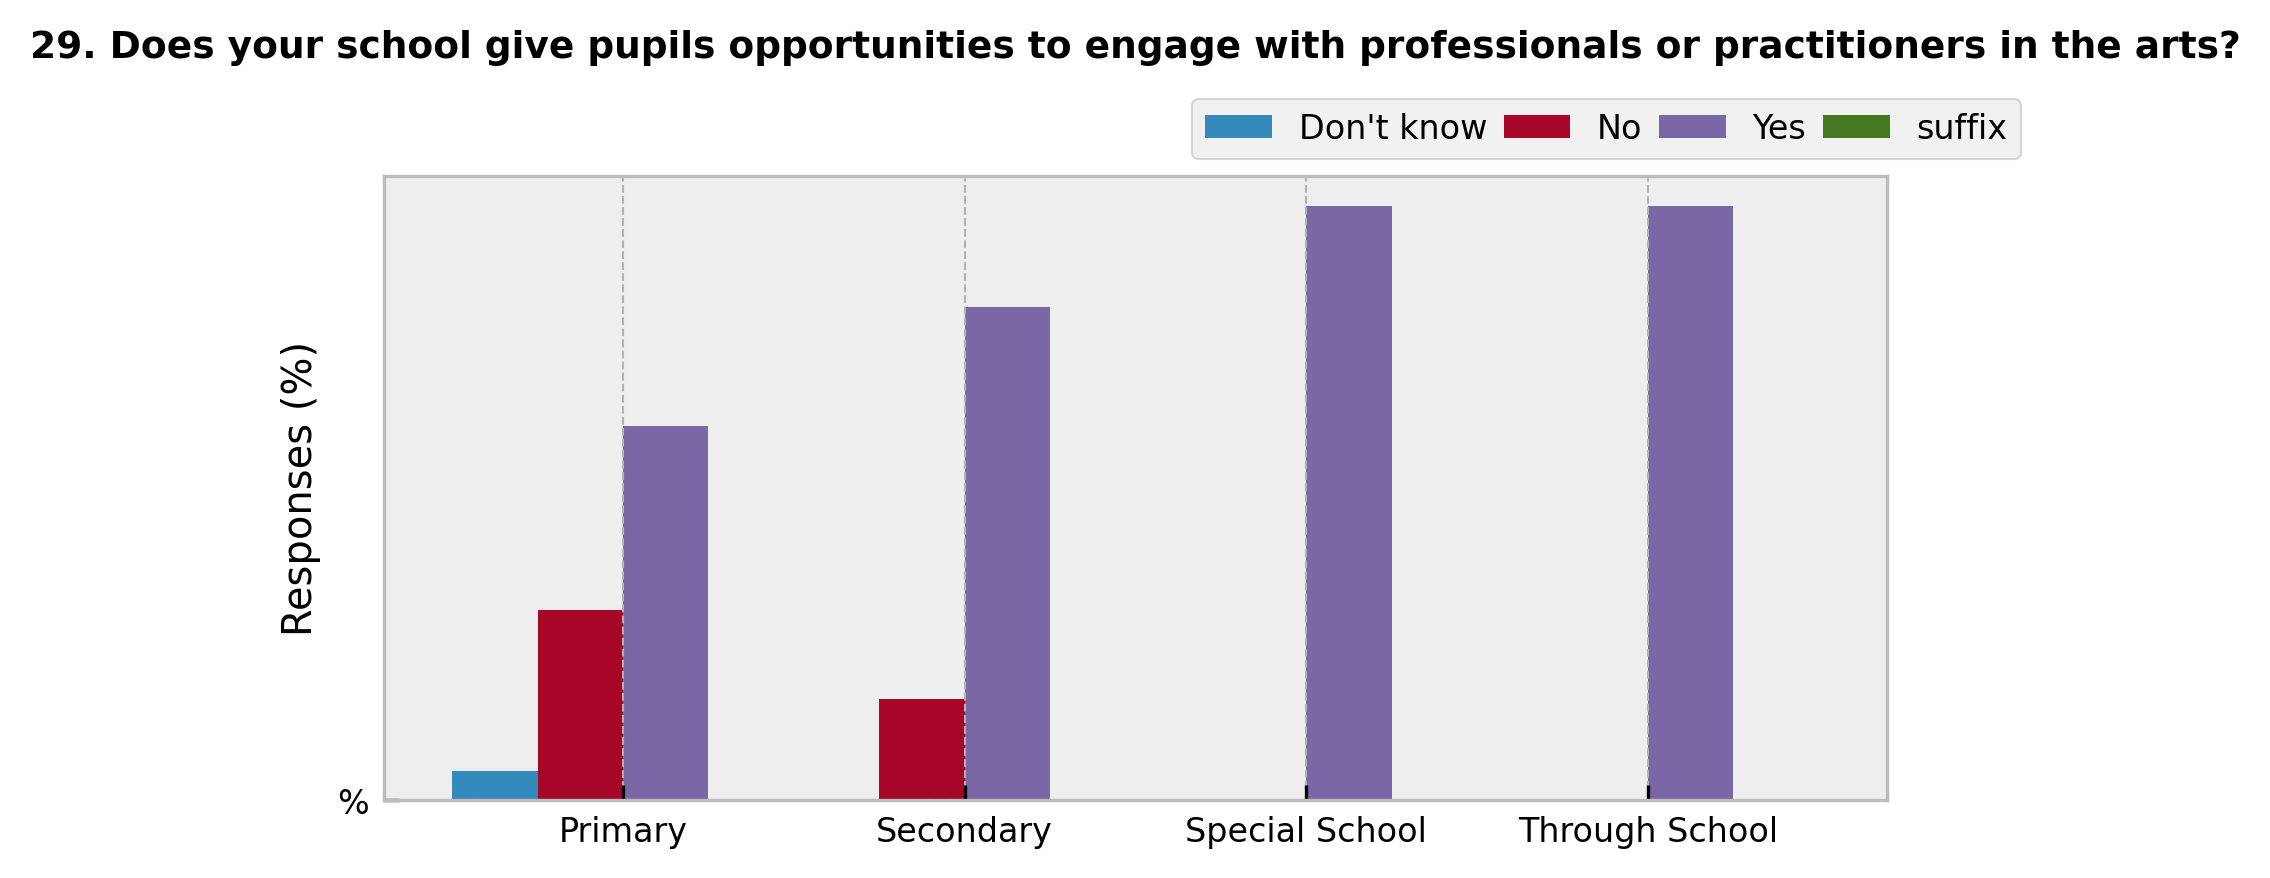 29. Does your school give pupils opportunities to engage with professionals or practitioners in the arts?
Don't know No Yes suffix
Responses (%)
%
Primary Secondary Special School Through School